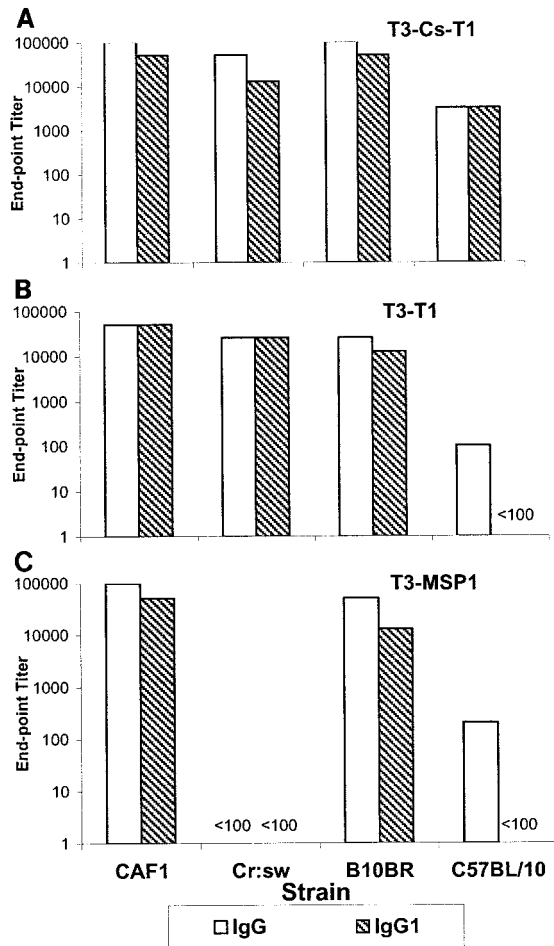 A
T3-Cs-T1
100000
10000
1000
100
10
1
End-point Titer
B
T3-T1
100000
10000
1000
100
10
1
End-point Titer
<100
C
T3-MSP1
100000
10000
1000
100
10
1
End-point Titer
<100 <100
<100
CAF1 Cr:sw B10BR C57BL/10
Strain
IgG IgG1